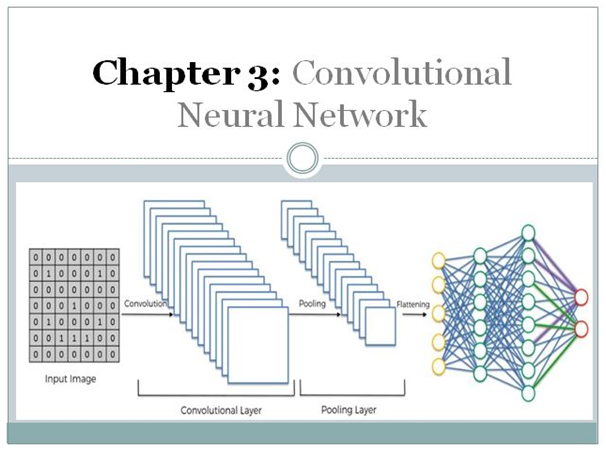 Chapter 3: Convolutional
Neural Network
0 0 0 0 0 0 0
0 1 0 0 0 1 0
0 0 0 0 0 0 0
0 0 0 1 0 0 0
0 1 0 0 0 1 0
0 0 1 1 1 0 0
0 0 0 0 0 0 0
Input Image
Convolution
Pooling
Flattening
Convolutional Layer
Pooling Layer